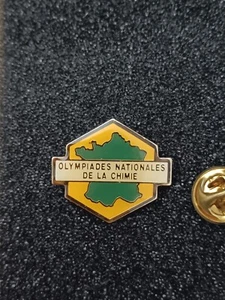 OLYMPIADES NATIONALES
DE LA CHIMIE